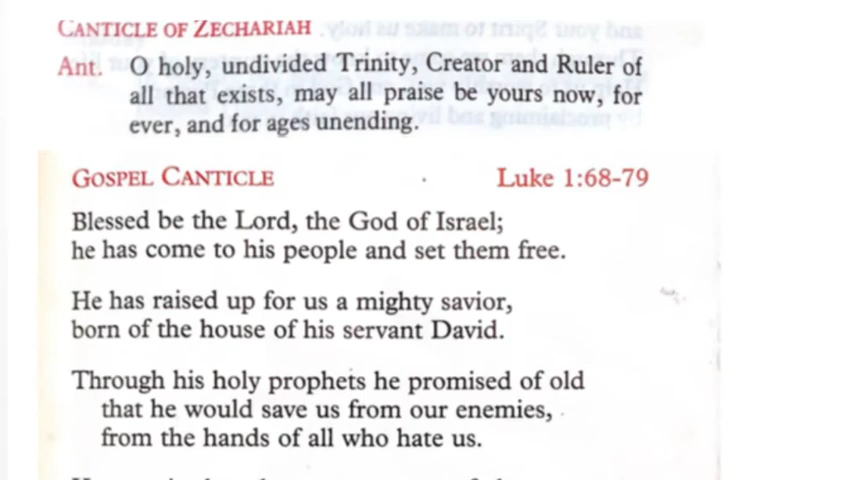 CANTICLE OF ZECHARIAH
Ant. O holy, undivided Trinity, Creator and Ruler of
all that exists, may all praise be yours now, for
ever, and for ages unending.
GOSPEL CANTICLE Luke 1:68-79
Blessed be the Lord, the God of Israel;
he has come to his people and set them free.
He has raised up for us a mighty savior,
born of the house of his servant David.
Through his holy prophets he promised of old
that he would save us from our enemies,
from the hands of all who hate us.